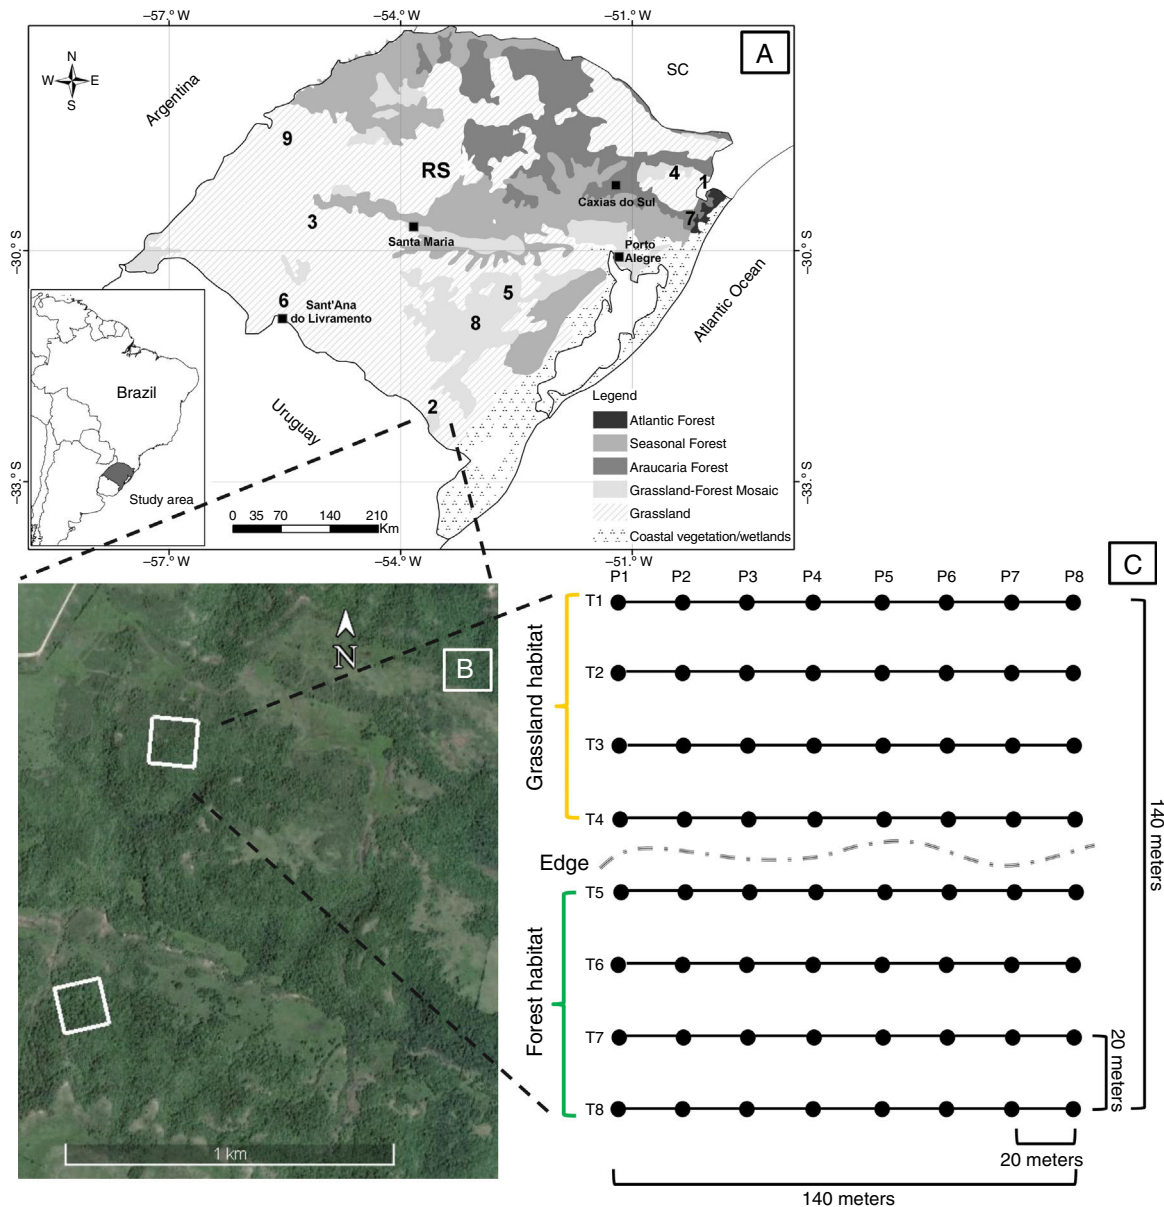 −57.° W
−54.° W
−51.° W
A
N
W E
S
Argentina
SC
9
RS
4
1
Caxias do Sul
7
3
Santa Maria
−30.° S
−30.° S
Porto
Alegre
5
6
Sant'Ana
do Livramento
8
Atlantic Ocean
Brazil
Uruguay
2
Legend
Atlantic Forest
Seasonal Forest
Araucaria Forest
Grassland-Forest Mosaic
Grassland
Coastal vegetation/wetlands
−33.° S
−33.° S
Study area
0 35 70 140 210
Km
−57.° W
−54.° W
−51.° W
B
N
1 km
C
P1 P2 P3 P4 P5 P6 P7 P8
T1
T2
T3
T4
Grassland habitat
Edge
T5
T6
T7
T8
Forest habitat
140 meters
20 meters
20 meters
140 meters